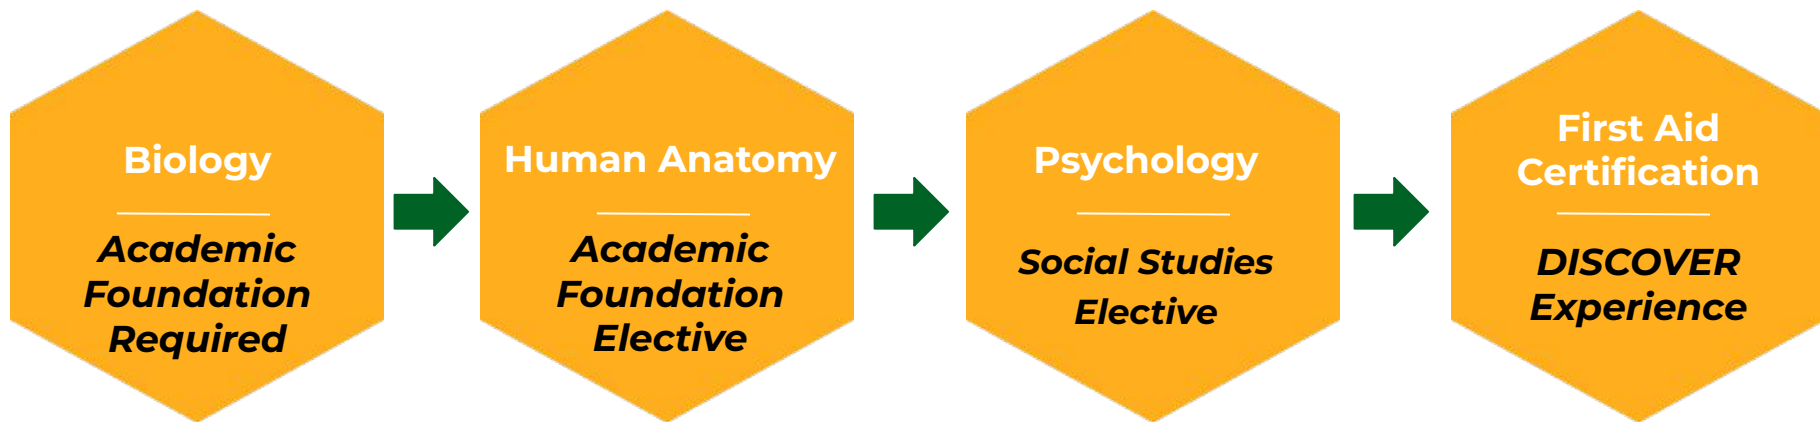 Biology
Academic
Foundation
Required
Human Anatomy
Academic
Foundation
Elective
Psychology
Social Studies
Elective
First Aid
Certification
DISCOVER
Experience